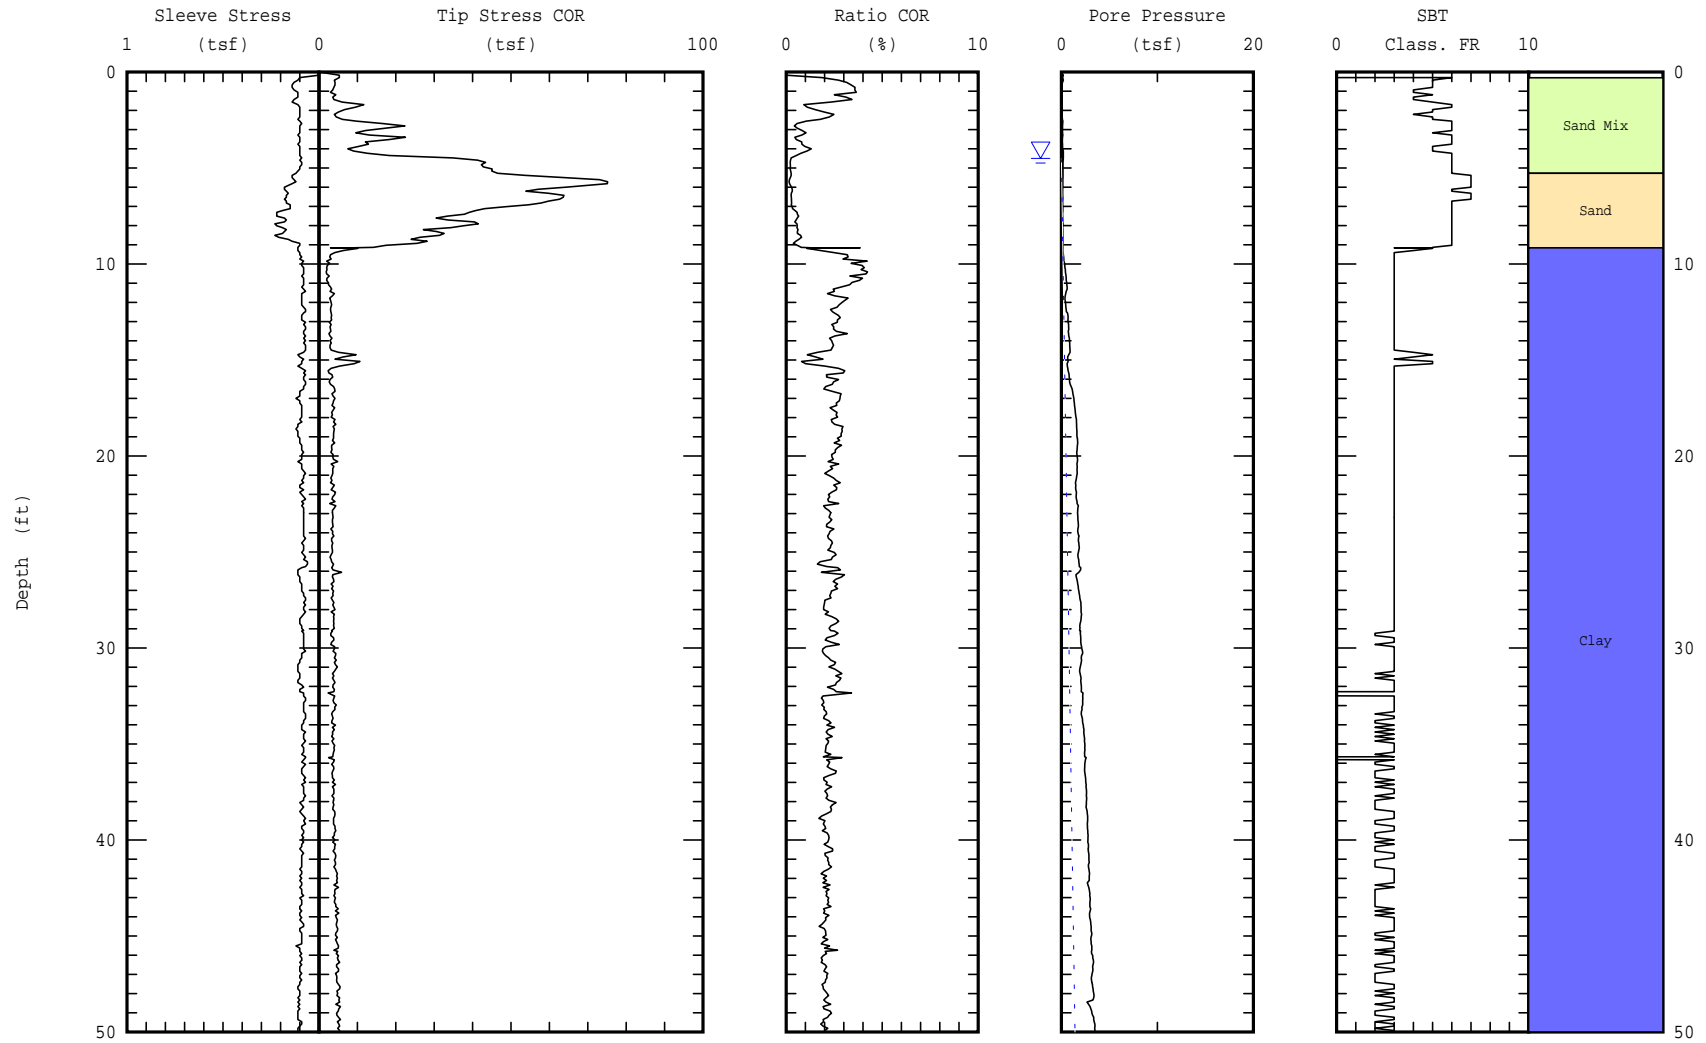 Sleeve Stress Tip Stress COR Ratio COR Pore Pressure SBT
1 (tsf) 0 (tsf) 100 0 (%) 10 0 (tsf) 20 0 Class. FR 10
0 0
Sand Mix
Sand
10 10
20 20
Depth (ft)
30 30
Clay
40 40
50 50